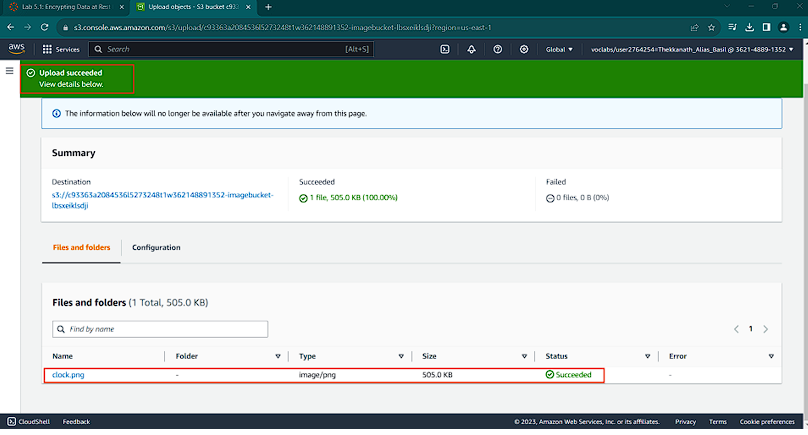 Lab 5.1: Encrypting Data at Rest
Upload objects - S3 bucket c93
s3.console.aws.amazon.com/s3/upload/c93363a2084536l5273248t1w362148891352-imagebucket-lbsxeiklsdji?region=us-east-1
aws Services Search [Alt+S] Global voclabs/user2764254=Thekkanath_Alias_Basil @ 3621-4889-1352
Upload succeeded
View details below.
The information below will no longer be available after you navigate away from this page.
Summary
Destination Succeeded Failed
s3://c93363a2084536l5273248t1w362148891352-imagebucket-lbsxeiklsdji
1 file, 505.0 KB (100.00%) 0 files, 0 B (0%)
Files and folders Configuration
Files and folders (1 Total, 505.0 KB)
Find by name 1
Name Folder Type Size Status Error
clock.png - image/png 505.0 KB Succeeded -
CloudShell Feedback © 2023, Amazon Web Services, Inc. or its affiliates. Privacy Terms Cookie preferences